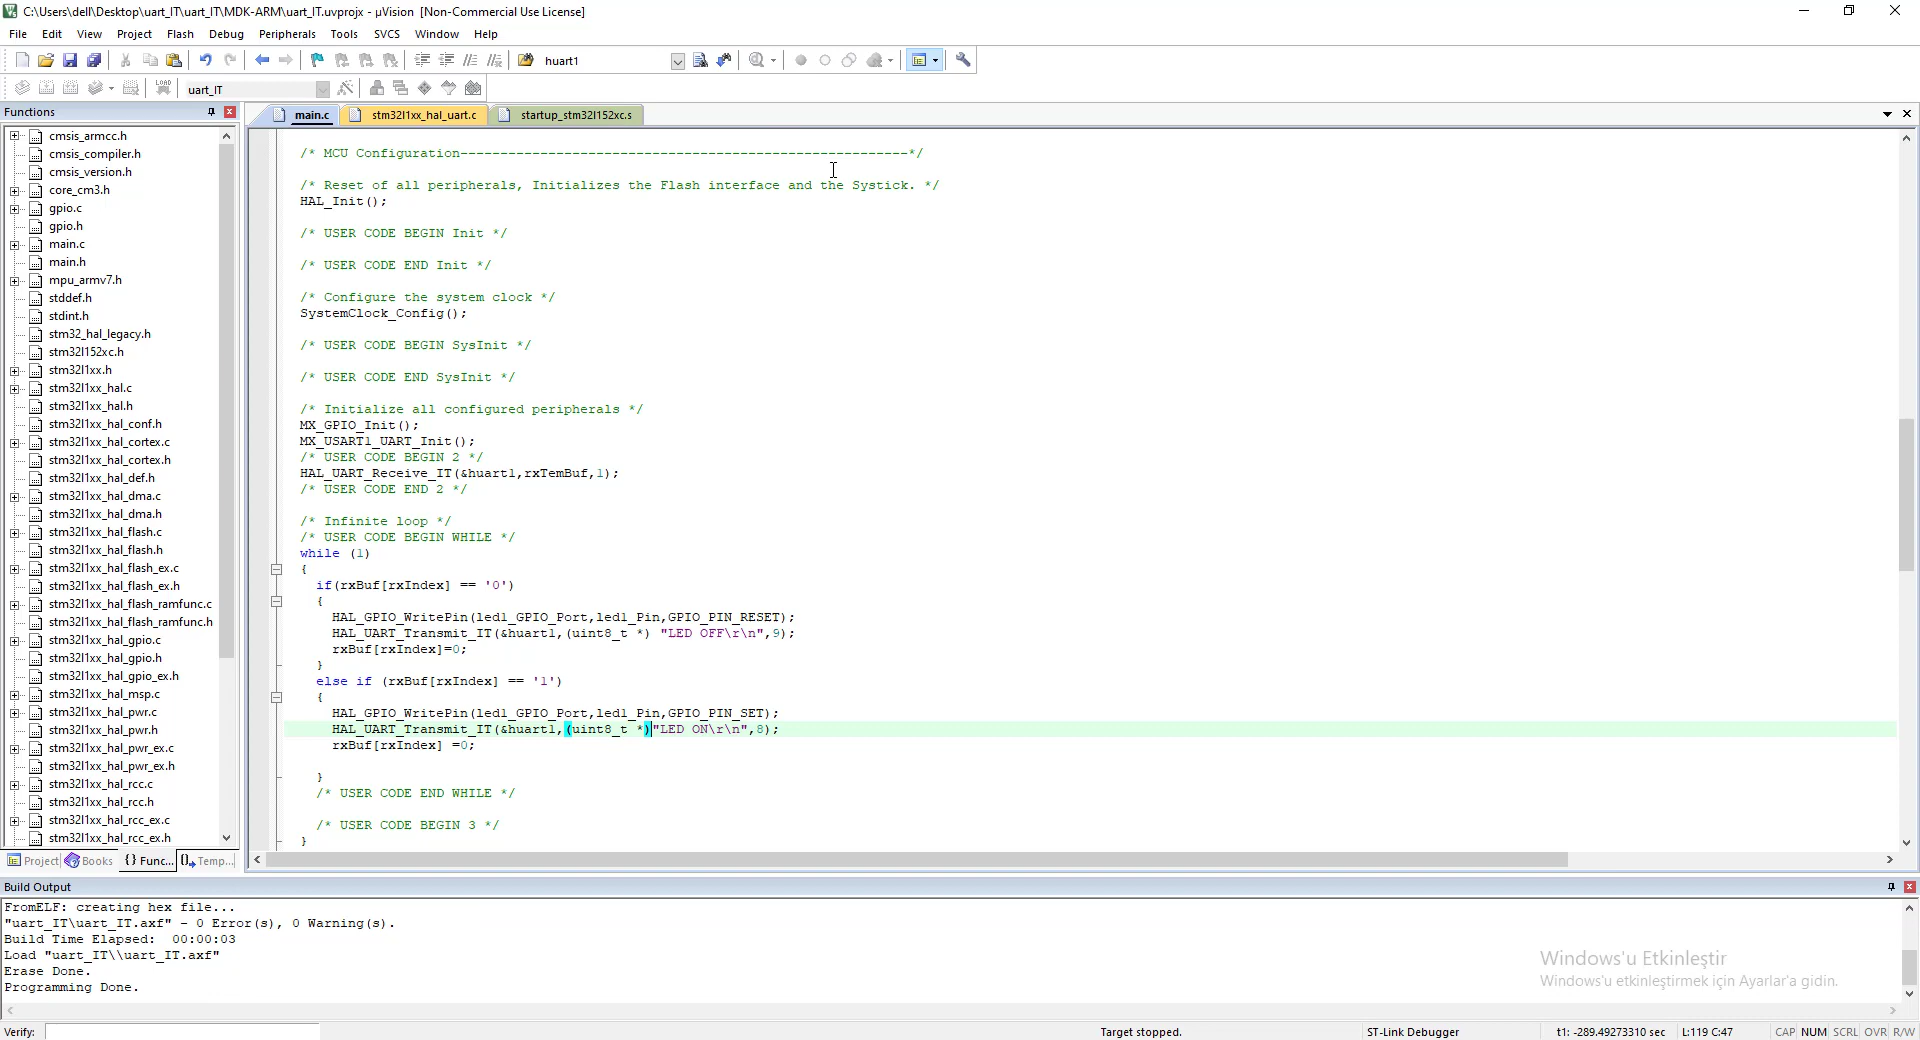 C:\Users\dell\Desktop\uart_IT\uart_IT\MDK-ARM\uart_IT.uvprojx - µVision [Non-Commercial Use License]
File Edit View Project Flash Debug Peripherals Tools SVCS Window Help
huart1
LOAD
uart_IT
Functions
cmsis_armcc.h
cmsis_compiler.h
cmsis_version.h
core_cm3.h
gpio.c
gpio.h
main.c
main.h
mpu_armv7.h
stddef.h
stdint.h
stm32_hal_legacy.h
stm32l152xc.h
stm32l1xx.h
stm32l1xx_hal.c
stm32l1xx_hal.h
stm32l1xx_hal_conf.h
stm32l1xx_hal_cortex.c
stm32l1xx_hal_cortex.h
stm32l1xx_hal_def.h
stm32l1xx_hal_dma.c
stm32l1xx_hal_dma.h
stm32l1xx_hal_flash.c
stm32l1xx_hal_flash.h
stm32l1xx_hal_flash_ex.c
stm32l1xx_hal_flash_ex.h
stm32l1xx_hal_flash_ramfunc.c
stm32l1xx_hal_flash_ramfunc.h
stm32l1xx_hal_gpio.c
stm32l1xx_hal_gpio.h
stm32l1xx_hal_gpio_ex.h
stm32l1xx_hal_msp.c
stm32l1xx_hal_pwr.c
stm32l1xx_hal_pwr.h
stm32l1xx_hal_pwr_ex.c
stm32l1xx_hal_pwr_ex.h
stm32l1xx_hal_rcc.c
stm32l1xx_hal_rcc.h
stm32l1xx_hal_rcc_ex.c
stm32l1xx_hal_rcc_ex.h
Project Books {} Func... Temp...
main.c stm32l1xx_hal_uart.c startup_stm32l152xc.s
/* MCU Configuration--------------------------------------------------------*/
/* Reset of all peripherals, Initializes the Flash interface and the Systick. */
HAL_Init();
/* USER CODE BEGIN Init */
/* USER CODE END Init */
/* Configure the system clock */
SystemClock_Config();
/* USER CODE BEGIN SysInit */
/* USER CODE END SysInit */
/* Initialize all configured peripherals */
MX_GPIO_Init();
MX_USART1_UART_Init();
/* USER CODE BEGIN 2 */
HAL_UART_Receive_IT(&huart1,rxTemBuf,1);
/* USER CODE END 2 */
/* Infinite loop */
/* USER CODE BEGIN WHILE */
while (1)
{
if(rxBuf[rxIndex] == '0')
{
HAL_GPIO_WritePin(led1_GPIO_Port,led1_Pin,GPIO_PIN_RESET);
HAL_UART_Transmit_IT(&huart1,(uint8_t *) "LED OFF\r\n",9);
rxBuf[rxIndex]=0;
}
else if (rxBuf[rxIndex] == '1')
{
HAL_GPIO_WritePin(led1_GPIO_Port,led1_Pin,GPIO_PIN_SET);
HAL_UART_Transmit_IT(&huart1,(uint8_t *)"LED ON\r\n",8);
rxBuf[rxIndex] =0;
}
/* USER CODE END WHILE */
/* USER CODE BEGIN 3 */
}
Build Output
FromELF: creating hex file...
"uart_IT\uart_IT.axf" - 0 Error(s), 0 Warning(s).
Build Time Elapsed:  00:00:03
Load "uart_IT\\uart_IT.axf"
Erase Done.
Programming Done.
Windows'u Etkinleştir
Windows'u etkinleştirmek için Ayarlar'a gidin.
Verify: Target stopped. ST-Link Debugger t1: -289.49273310 sec L:119 C:47 CAP NUM SCRL OVR R/W